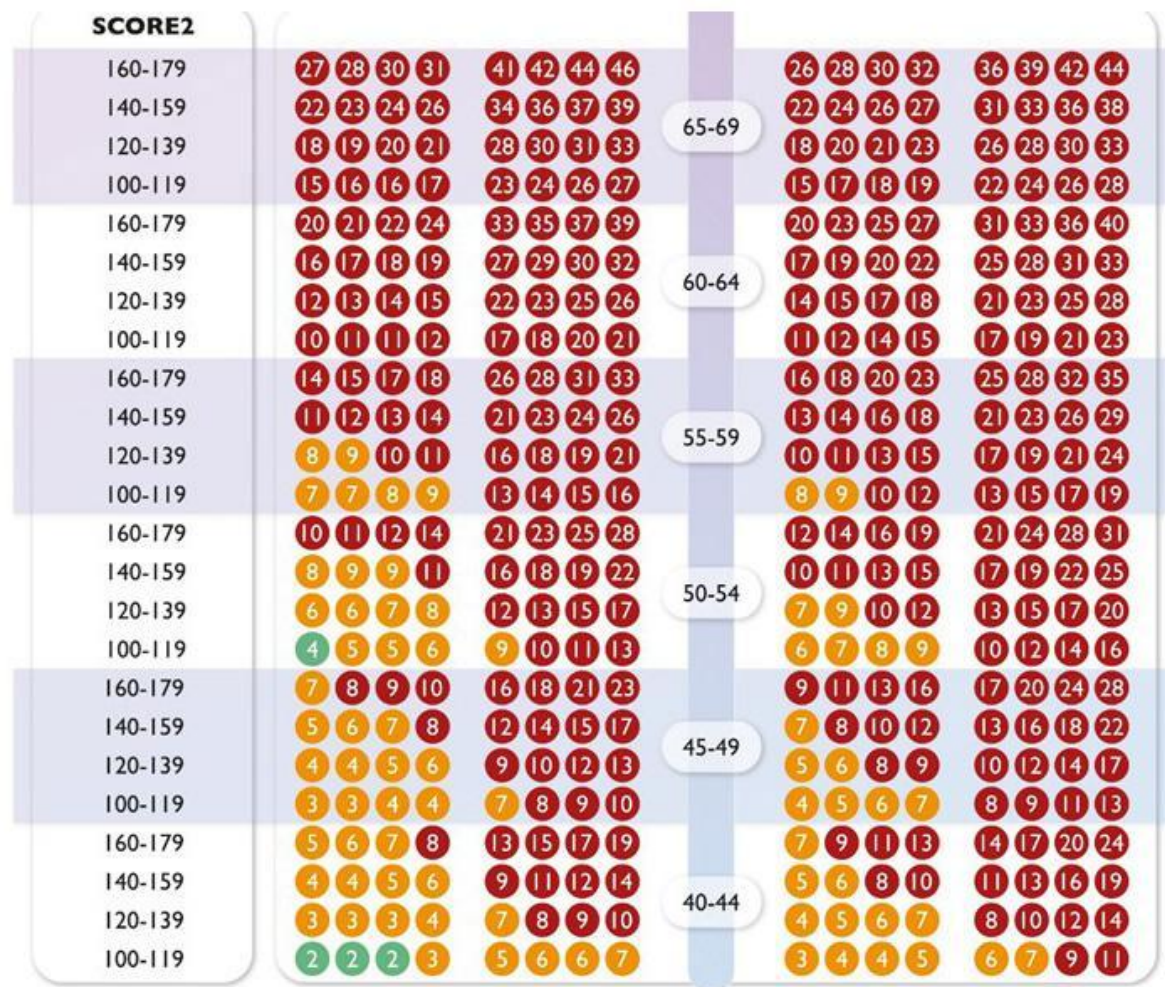 SCORE2
160-179 27 28 30 31 41 42 44 46 26 28 30 32 36 39 42 44
140-159 22 23 24 26 34 36 37 39 22 24 26 27 31 33 36 38
65-69
120-139 18 19 20 21 28 30 31 33 18 20 21 23 26 28 30 33
100-119 15 16 16 17 23 24 26 27 15 17 18 19 22 24 26 28
160-179 20 21 22 24 33 35 37 39 20 23 25 27 31 33 36 40
140-159 16 17 18 19 27 29 30 32 17 19 20 22 25 28 31 33
60-64
120-139 12 13 14 15 22 23 25 26 14 15 17 18 21 23 25 28
100-119 10 11 11 12 17 18 20 21 11 12 14 15 17 19 21 23
160-179 14 15 17 18 26 28 31 33 16 18 20 23 25 28 32 35
140-159 11 12 13 14 21 23 24 26 13 14 16 18 21 23 26 29
55-59
120-139 8 9 10 11 16 18 19 21 10 11 13 15 17 19 21 24
100-119 7 7 8 9 13 14 15 16 8 9 10 12 13 15 17 19
160-179 10 11 12 14 21 23 25 28 12 14 16 19 21 24 28 31
140-159 8 9 9 11 16 18 19 22 10 11 13 15 17 19 22 25
50-54
120-139 6 6 7 8 12 13 15 17 7 9 10 12 13 15 17 20
100-119 4 5 5 6 9 10 11 13 6 7 8 9 10 12 14 16
160-179 7 8 9 10 16 18 21 23 9 11 13 16 17 20 24 28
140-159 5 6 7 8 12 14 15 17 7 8 10 12 13 16 18 22
45-49
120-139 4 4 5 6 9 10 12 13 5 6 8 9 10 12 14 17
100-119 3 3 4 4 7 8 9 10 4 5 6 7 8 9 11 13
160-179 5 6 7 8 13 15 17 19 7 9 11 13 14 17 20 24
140-159 4 4 5 6 9 11 12 14 5 6 8 10 11 13 16 19
40-44
120-139 3 3 3 4 7 8 9 10 4 5 6 7 8 10 12 14
100-119 2 2 2 3 5 6 6 7 3 4 4 5 6 7 9 11